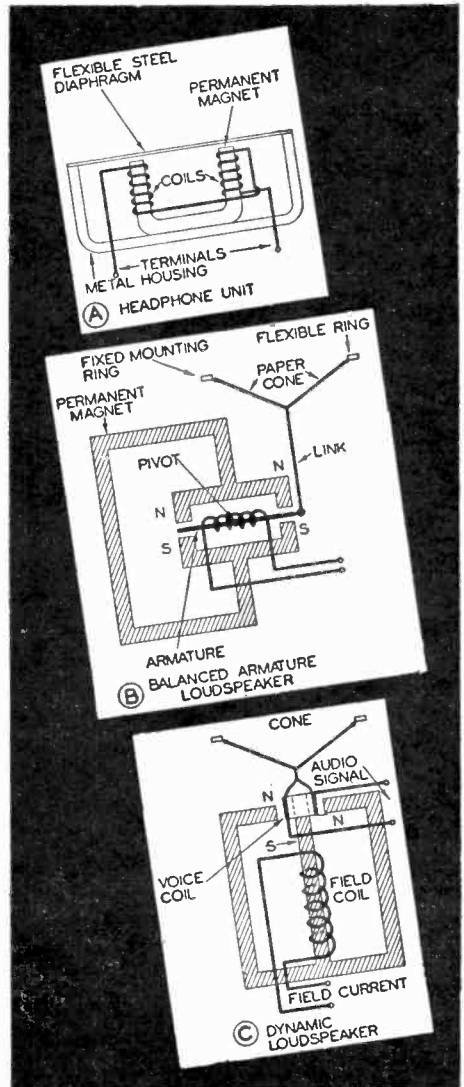 FLEXIBLE STEEL
DIAPHRAGM
PERMANENT
MAGNET
COILS
TERMINALS
METAL HOUSING
A HEADPHONE UNIT
FIXED MOUNTING
RING
FLEXIBLE RING
PAPER
CONE
PERMANENT
MAGNET
LINK
PIVOT
N
N
S
S
ARMATURE
B BALANCED ARMATURE
LOUDSPEAKER
CONE
AUDIO
SIGNAL
N
N
S
VOICE
COIL
FIELD
COIL
FIELD CURRENT
C DYNAMIC
LOUDSPEAKER